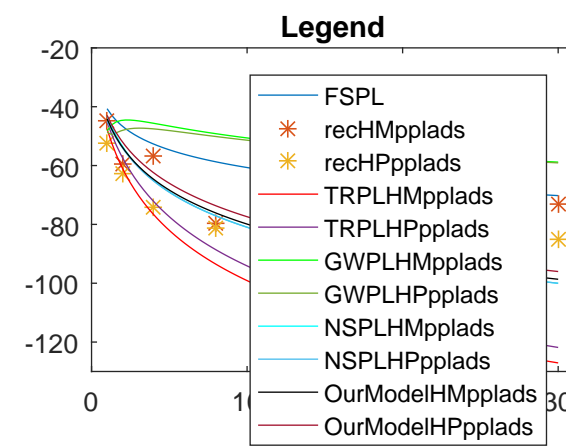 Legend
-20
-40
-60
-80
-100
-120
0
FSPL
recHMpplads
recHPpplads
TRPLHMpplads
TRPLHPpplads
GWPLHMpplads
GWPLHPpplads
NSPLHMpplads
NSPLHPpplads
OurModelHMpplads
OurModelHPpplads